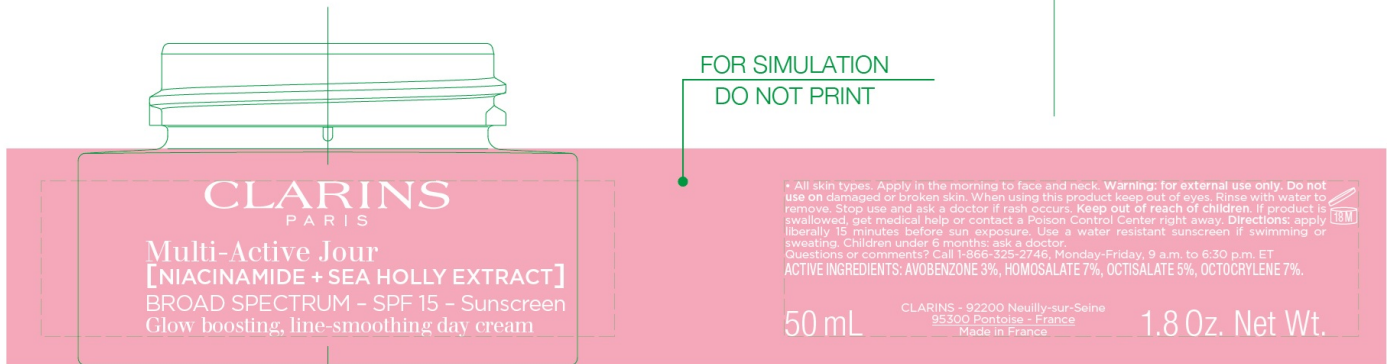 FOR SIMULATION
DO NOT PRINT
CLARINS
PARIS
Multi-Active Jour
[NIACINAMIDE + SEA HOLLY EXTRACT]
BROAD SPECTRUM – SPF 15 – Sunscreen
Glow boosting, line-smoothing day cream
• All skin types. Apply in the morning to face and neck. Warning: for external use only. Do not
use on damaged or broken skin. When using this product keep out of eyes. Rinse with water to
remove. Stop use and ask a doctor if rash occurs. Keep out of reach of children. If product is
swallowed, get medical help or contact a Poison Control Center right away. Directions: apply
liberally 15 minutes before sun exposure. Use a water resistant sunscreen if swimming or
sweating. Children under 6 months: ask a doctor.
Questions or comments? Call 1-866-325-2746, Monday-Friday, 9 a.m. to 6:30 p.m. ET
ACTIVE INGREDIENTS: AVOBENZONE 3%, HOMOSALATE 7%, OCTISALATE 5%, OCTOCRYLENE 7%.
18 M
50 mL
CLARINS - 92200 Neuilly-sur-Seine
95300 Pontoise - France
Made in France
1.8 Oz. Net Wt.